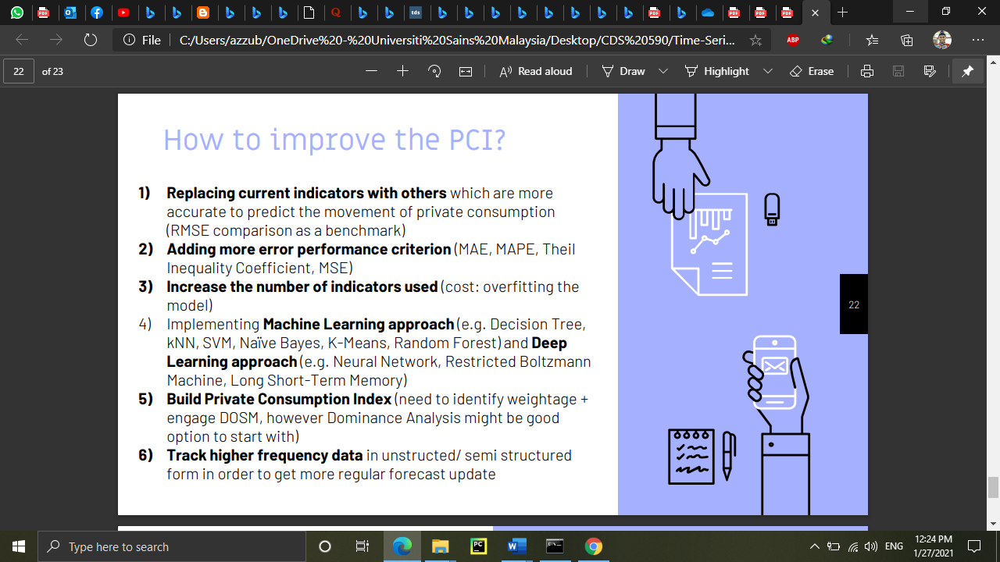 tds
File
C:/Users/azzub/OneDrive%20-%20Universiti%20Sains%20Malaysia/Desktop/CDS%20590/Time-Seri...
ABP
22 of 23
Read aloud
Draw
Highlight
Erase
How to improve the PCI?
1) Replacing current indicators with others which are more
accurate to predict the movement of private consumption
(RMSE comparison as a benchmark)
2) Adding more error performance criterion (MAE, MAPE, Theil
Inequality Coefficient, MSE)
3) Increase the number of indicators used (cost: overfitting the
model)
4) Implementing Machine Learning approach (e.g. Decision Tree,
kNN, SVM, Naïve Bayes, K-Means, Random Forest) and Deep
Learning approach (e.g. Neural Network, Restricted Boltzmann
Machine, Long Short-Term Memory)
5) Build Private Consumption Index (need to identify weightage +
engage DOSM, however Dominance Analysis might be good
option to start with)
6) Track higher frequency data in unstructed/ semi structured
form in order to get more regular forecast update
22
Type here to search
ENG
12:24 PM
1/27/2021